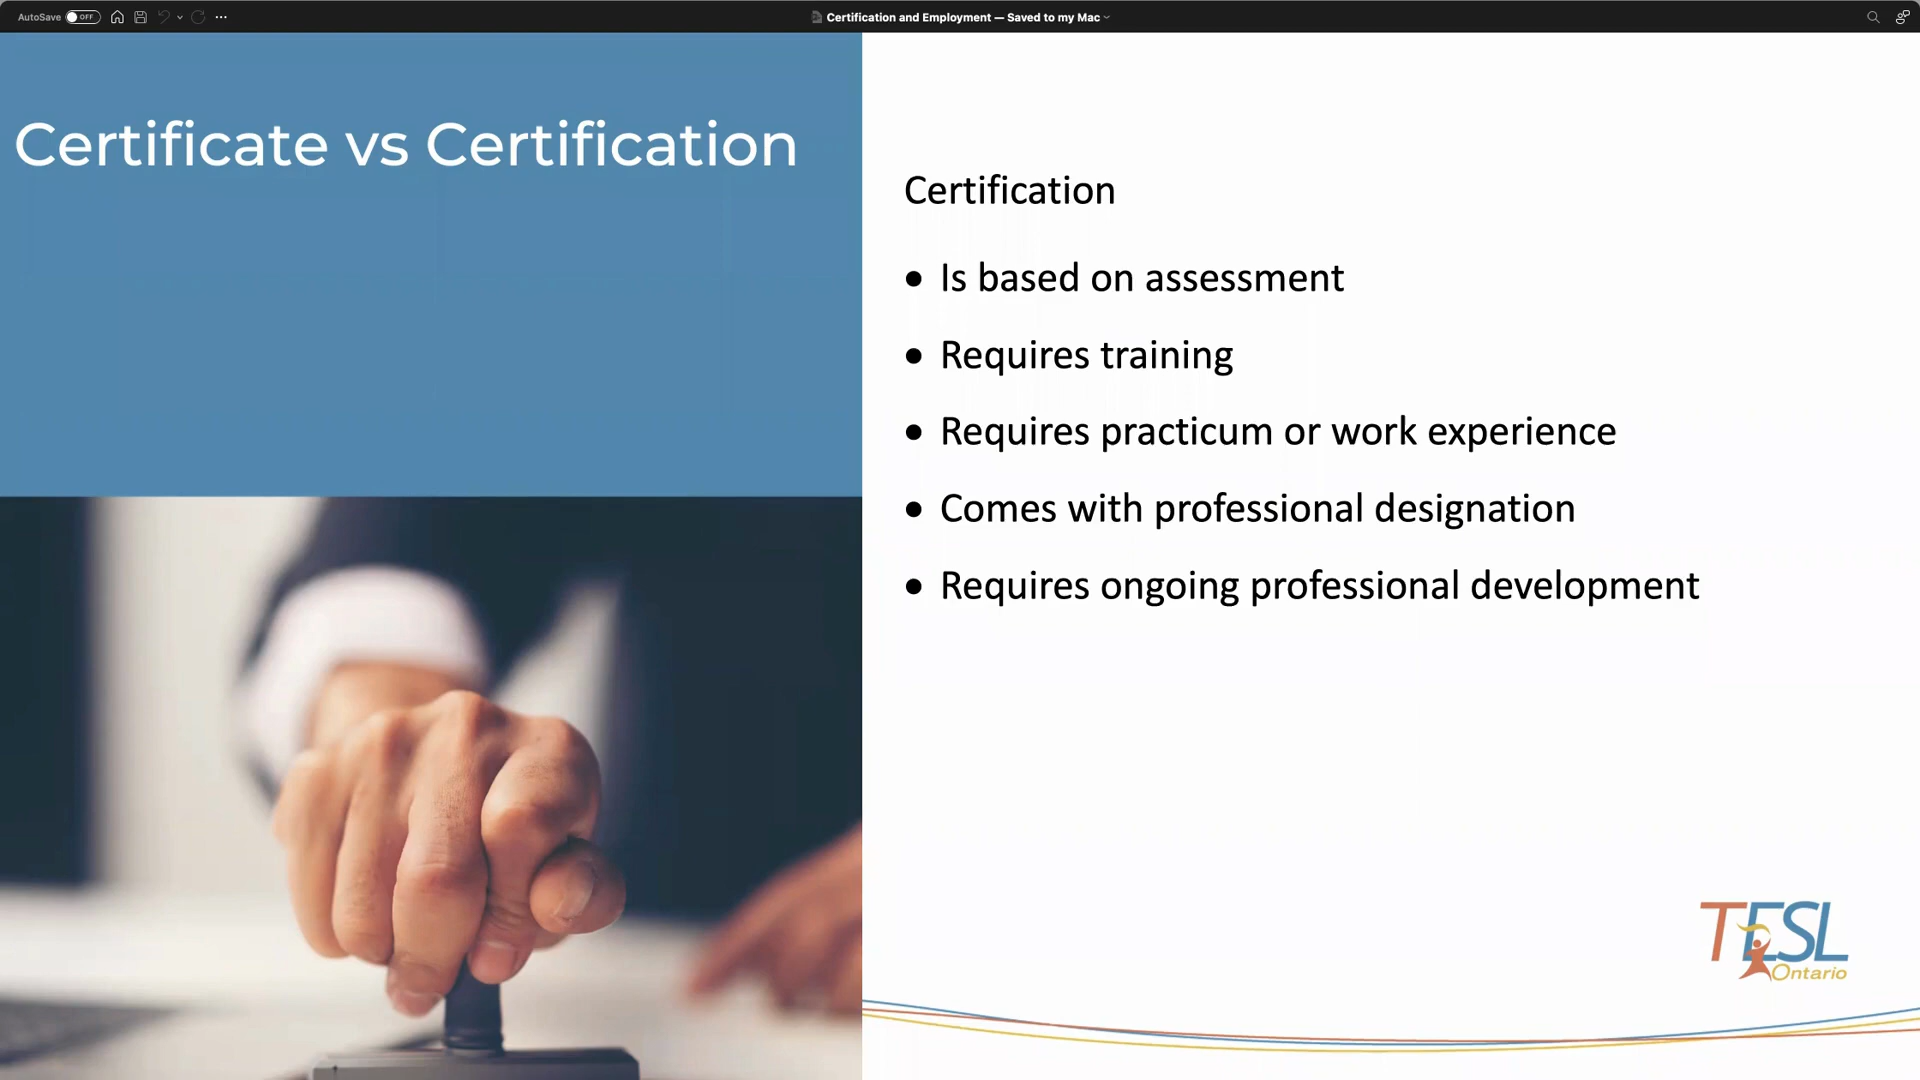 AutoSave OFF
Certification and Employment — Saved to my Mac
Certificate vs Certification
Certification
• Is based on assessment
• Requires training
• Requires practicum or work experience
• Comes with professional designation
• Requires ongoing professional development
TESL
Ontario